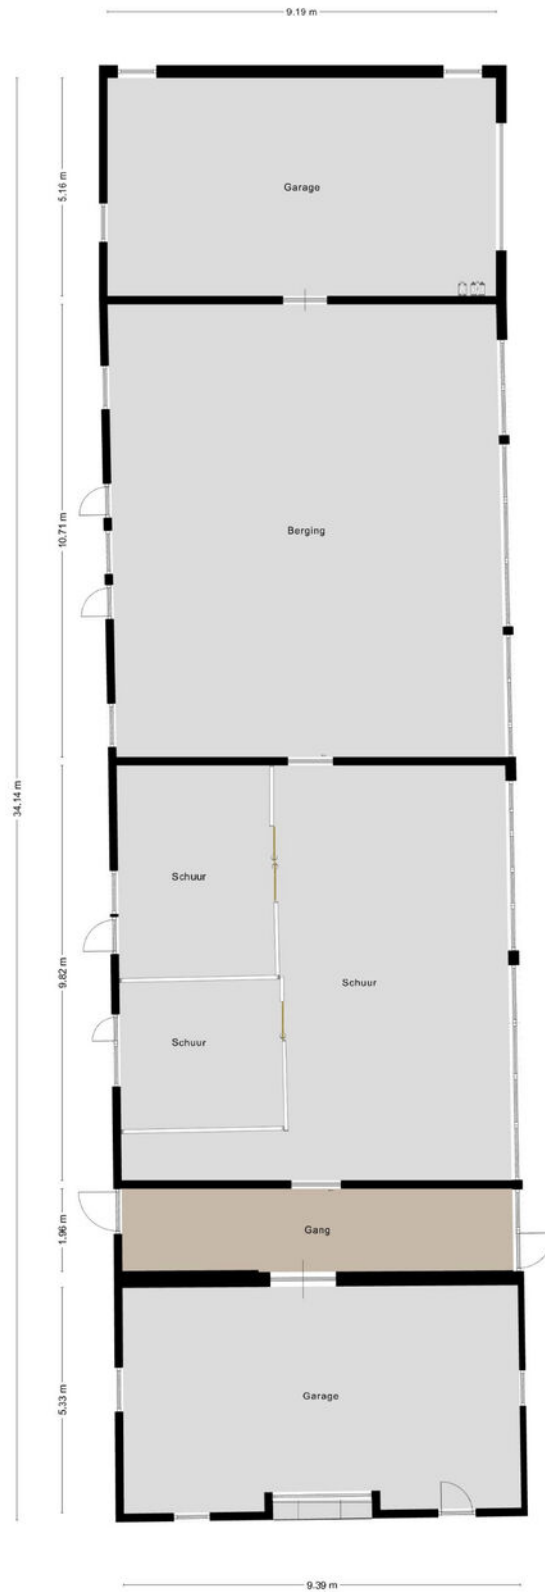 9.19 m
5.16 m
Garage
10.71 m
Berging
34.14 m
Schuur
9.82 m
Schuur
Schuur
1.96 m
Gang
5.33 m
Garage
9.39 m